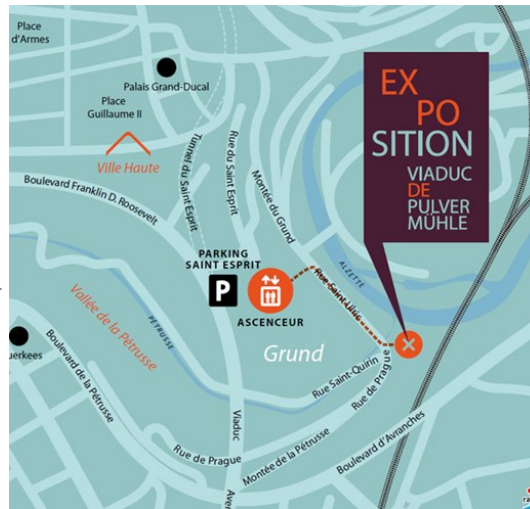 Place
d'Armes
Palais Grand-Ducal
Place
Guillaume II
Ville Haute
Tunnel du Saint Esprit
Rue du Saint Esprit
Montée du Grund
Boulevard Franklin D. Roosevelt
EX
PO
SITION
VIADUC
DE
PULVER
MÜHLE
PARKING
SAINT ESPRIT
P
ASCENCEUR
ALZETTE
Rue Saint-Ulric
Grund
Vallée de la Pétrusse
PÉTRUSSE
Boulevard de la Pétrusse
Viaduc
Rue Saint-Quirin
Rue de Prague
Rue de Prague
Montée de la Pétrusse
Boulevard d'Avranches